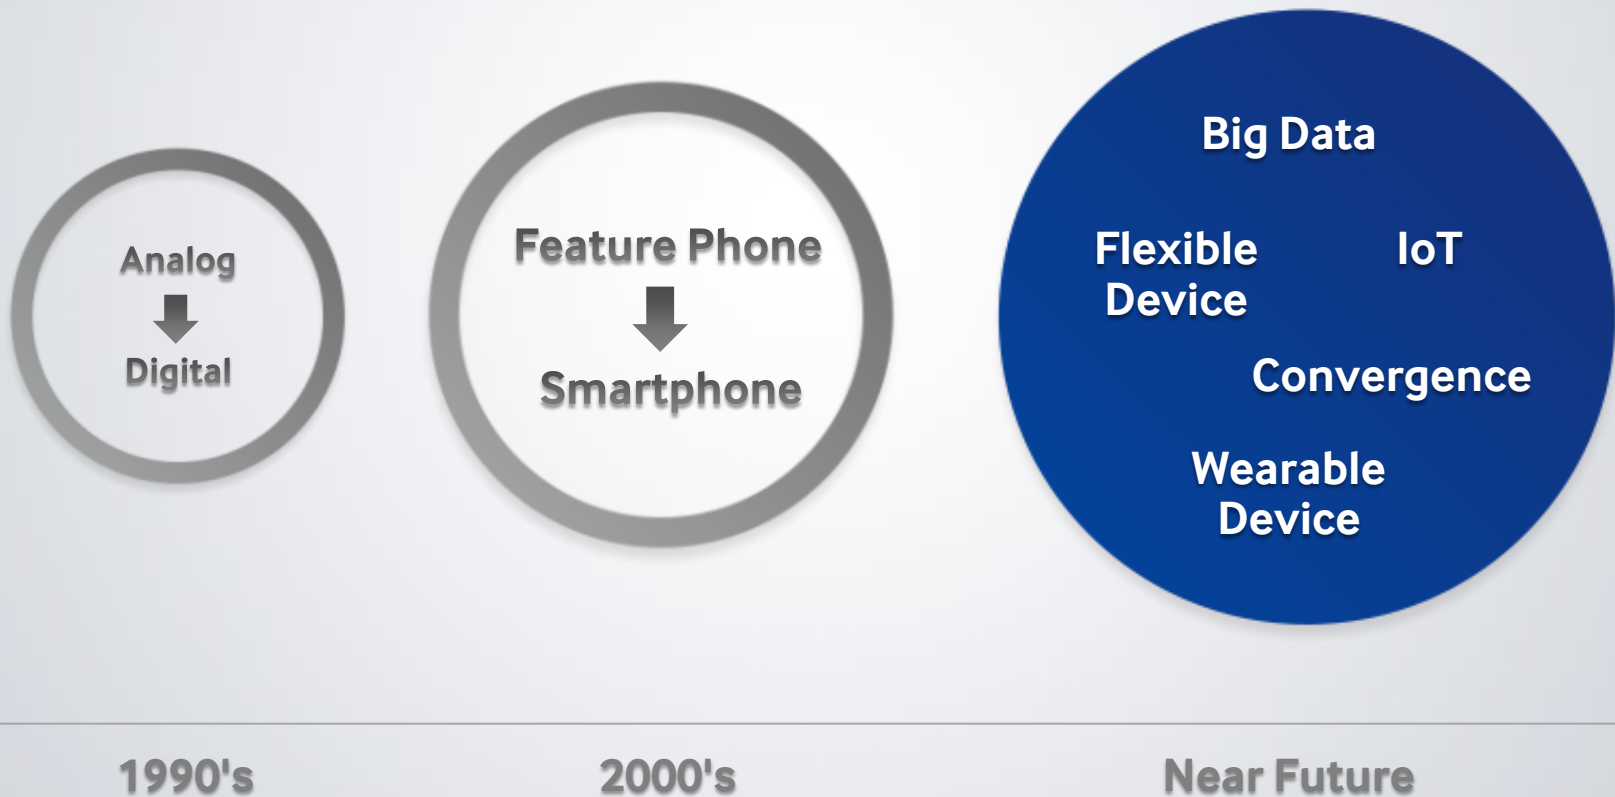 Analog
Digital
Feature Phone
Smartphone
Big Data
Flexible
Device
IoT
Convergence
Wearable
Device
1990's
2000's
Near Future